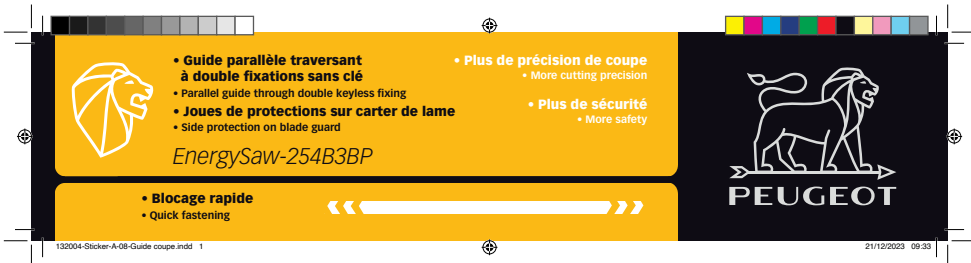 • Guide parallèle traversant
à double fixations sans clé
• Parallel guide through double keyless fixing
• Joues de protections sur carter de lame
• Side protection on blade guard
EnergySaw-254B3BP
• Plus de précision de coupe
• More cutting precision
• Plus de sécurité
• More safety
• Blocage rapide
• Quick fastening
PEUGEOT
132004-Sticker-A-08-Guide coupe.indd 1
21/12/2023 09:33